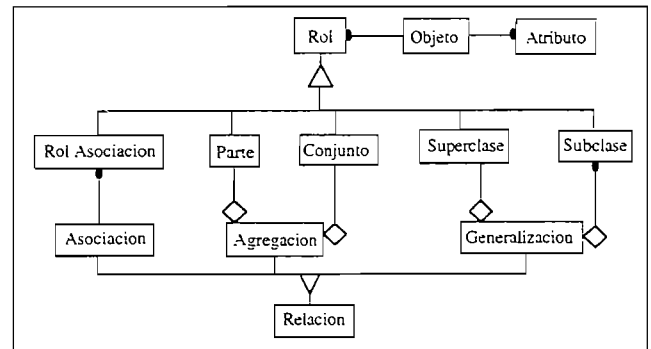 Rol Objeto Atributo
Rol Asociacion Parte Conjunto Superclase Subclase
Asociacion Agregacion Generalizacion
Relacion